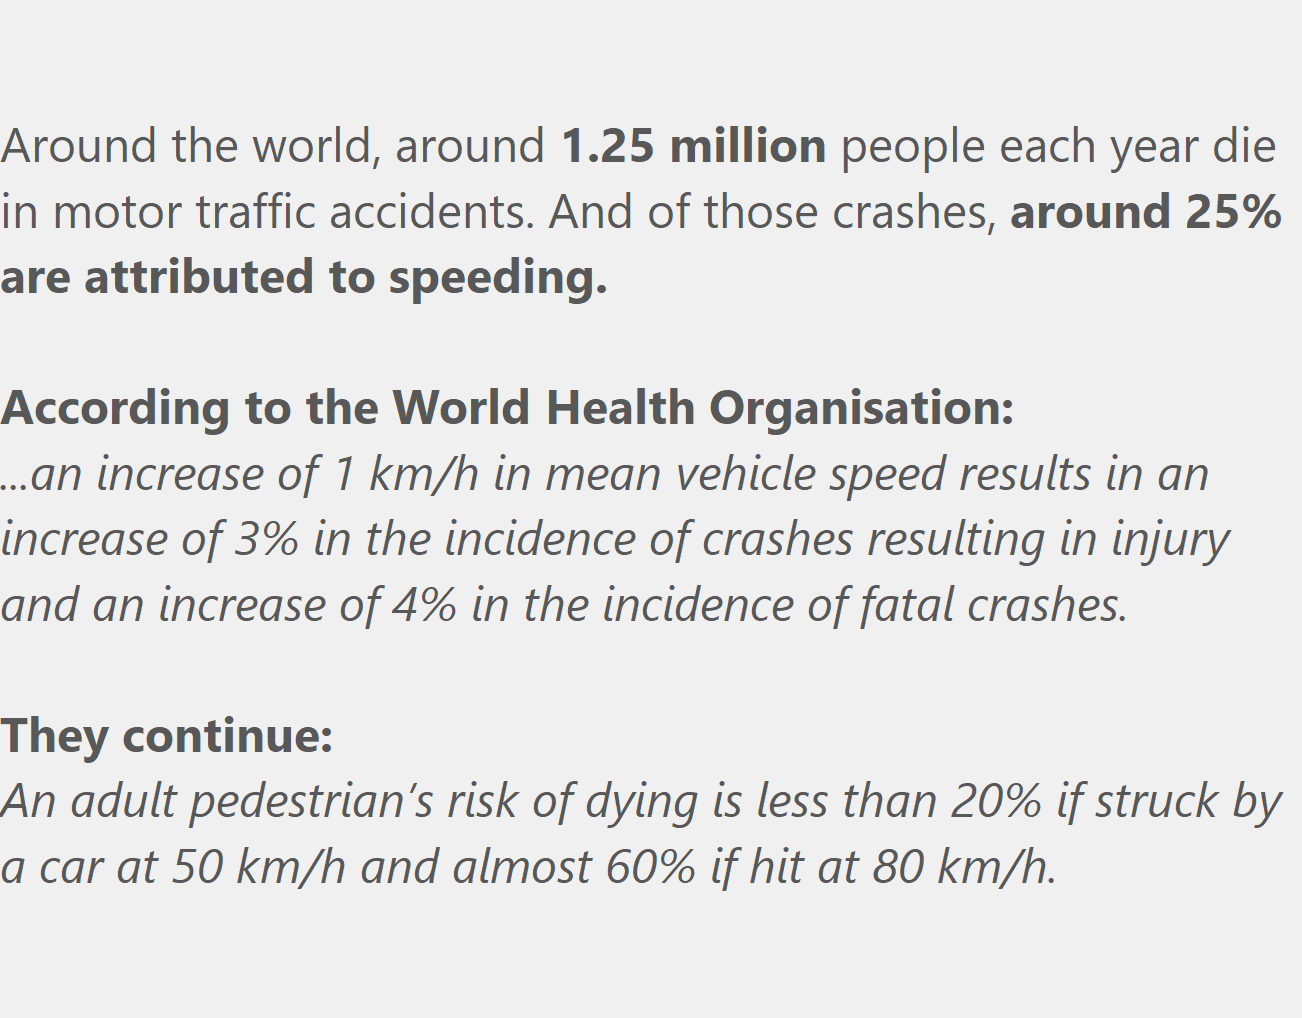 Around the world, around 1.25 million people each year die
in motor traffic accidents. And of those crashes, around 25%
are attributed to speeding.
According to the World Health Organisation:
...an increase of 1 km/h in mean vehicle speed results in an
increase of 3% in the incidence of crashes resulting in injury
and an increase of 4% in the incidence of fatal crashes.
They continue:
An adult pedestrian’s risk of dying is less than 20% if struck by
a car at 50 km/h and almost 60% if hit at 80 km/h.